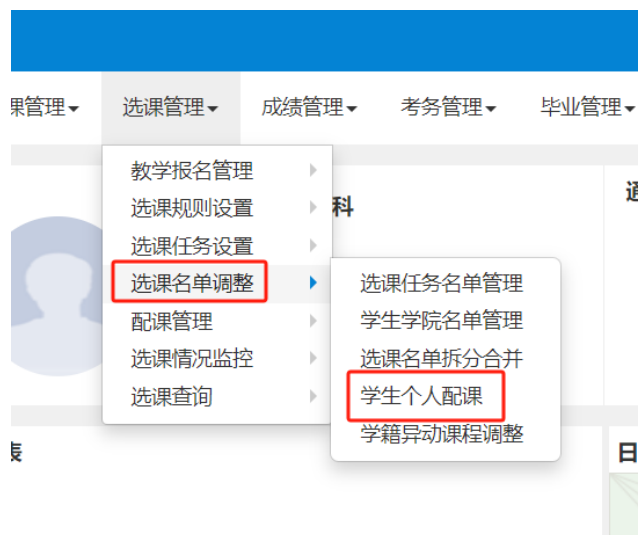 课管理 选课管理 成绩管理 考务管理 毕业管理
教学报名管理
选课规则设置
选课任务设置
选课名单调整
配课管理
选课情况监控
选课查询
科
通
选课任务名单管理
学生学院名单管理
选课名单拆分合并
学生个人配课
学籍异动课程调整
表
日